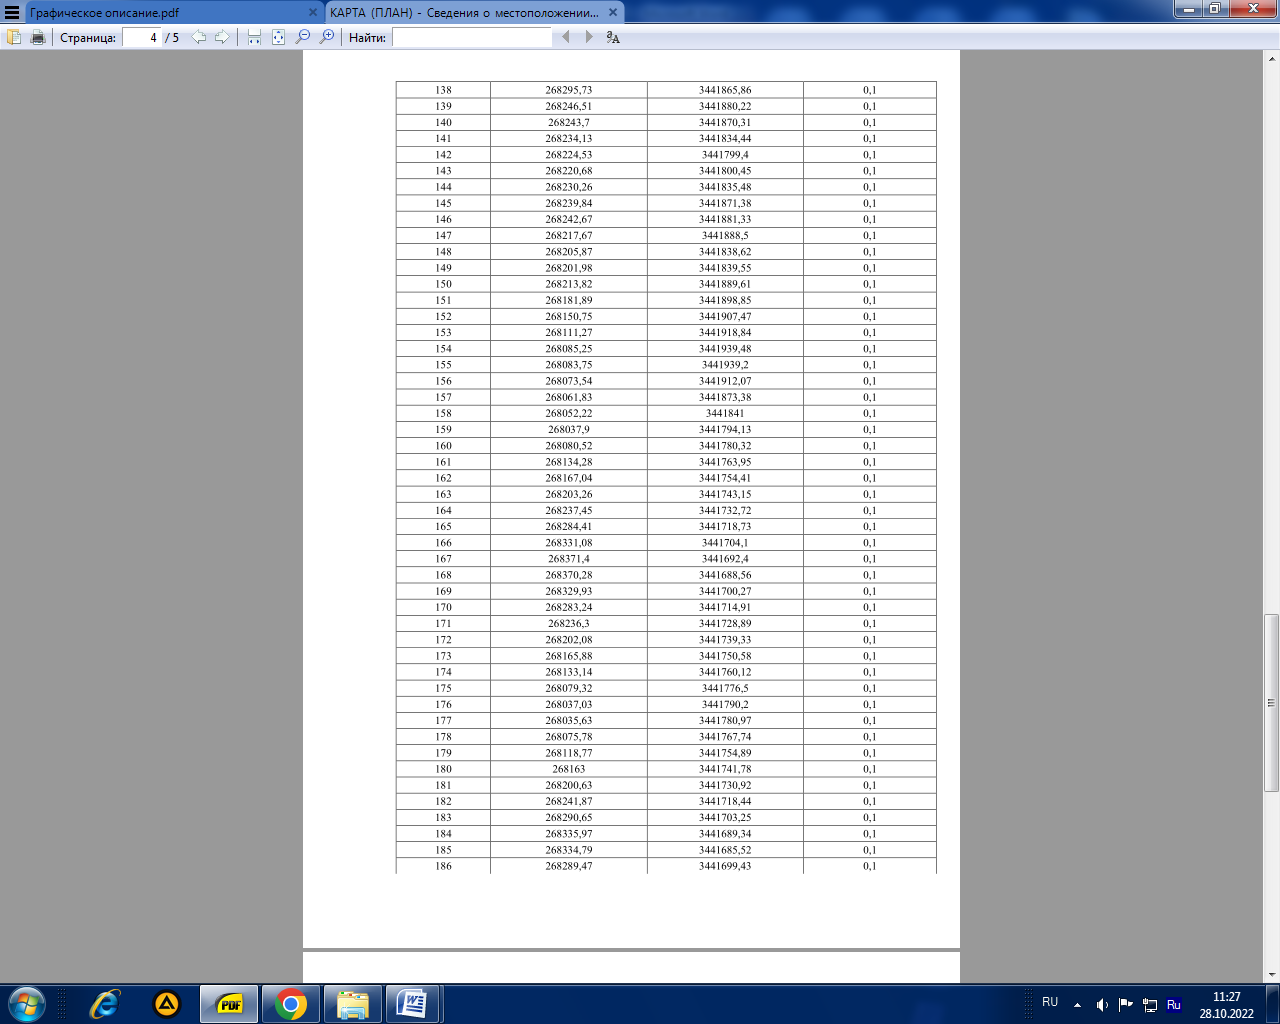 Графическое описание.pdf
КАРТА (ПЛАН) - Сведения о местоположении...
Страница: 4 / 5 Найти:
138 268295,73 3441865,86 0,1
139 268246,51 3441880,22 0,1
140 268243,7 3441870,31 0,1
141 268234,13 3441834,44 0,1
142 268224,53 3441799,4 0,1
143 268220,68 3441800,45 0,1
144 268230,26 3441835,48 0,1
145 268239,84 3441871,38 0,1
146 268242,67 3441881,33 0,1
147 268217,67 3441888,5 0,1
148 268205,87 3441838,62 0,1
149 268201,98 3441839,55 0,1
150 268213,82 3441889,61 0,1
151 268181,89 3441898,85 0,1
152 268150,75 3441907,47 0,1
153 268111,27 3441918,84 0,1
154 268085,25 3441939,48 0,1
155 268083,75 3441939,2 0,1
156 268073,54 3441912,07 0,1
157 268061,83 3441873,38 0,1
158 268052,22 3441841 0,1
159 268037,9 3441794,13 0,1
160 268080,52 3441780,32 0,1
161 268134,28 3441763,95 0,1
162 268167,04 3441754,41 0,1
163 268203,26 3441743,15 0,1
164 268237,45 3441732,72 0,1
165 268284,41 3441718,73 0,1
166 268331,08 3441704,1 0,1
167 268371,4 3441692,4 0,1
168 268370,28 3441688,56 0,1
169 268329,93 3441700,27 0,1
170 268283,24 3441714,91 0,1
171 268236,3 3441728,89 0,1
172 268202,08 3441739,33 0,1
173 268165,88 3441750,58 0,1
174 268133,14 3441760,12 0,1
175 268079,32 3441776,5 0,1
176 268037,03 3441790,2 0,1
177 268035,63 3441780,97 0,1
178 268075,78 3441767,74 0,1
179 268118,77 3441754,89 0,1
180 268163 3441741,78 0,1
181 268200,63 3441730,92 0,1
182 268241,87 3441718,44 0,1
183 268290,65 3441703,25 0,1
184 268335,97 3441689,34 0,1
185 268334,79 3441685,52 0,1
186 268289,47 3441699,43 0,1
PDF
RU
Ru
11:27
28.10.2022